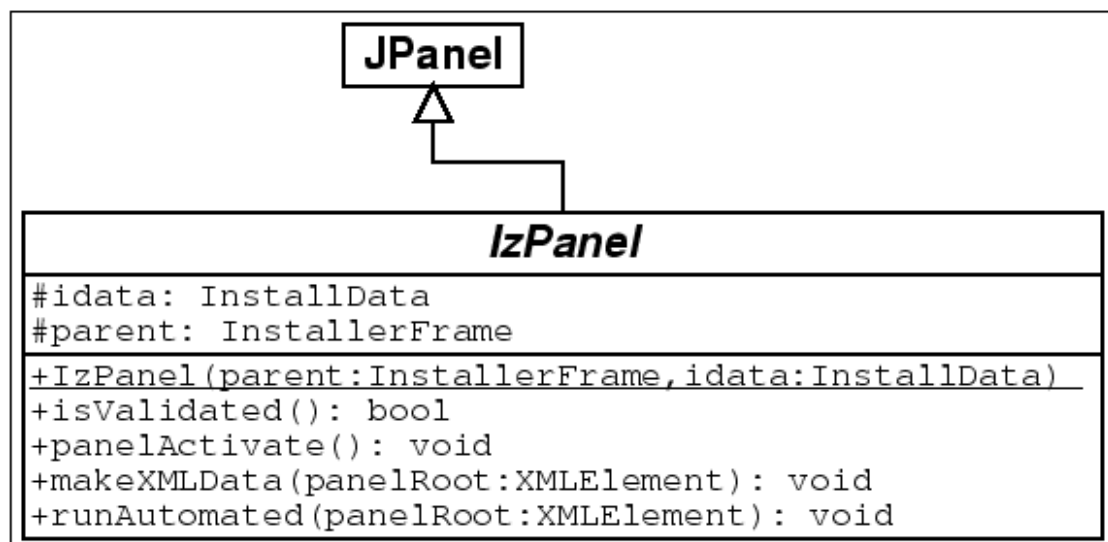 JPanel
IzPanel
#idata: InstallData
#parent: InstallerFrame
+IzPanel(parent:InstallerFrame,idata:InstallData)
+isValidated(): bool
+panelActivate(): void
+makeXMLData(panelRoot:XMLElement): void
+runAutomated(panelRoot:XMLElement): void